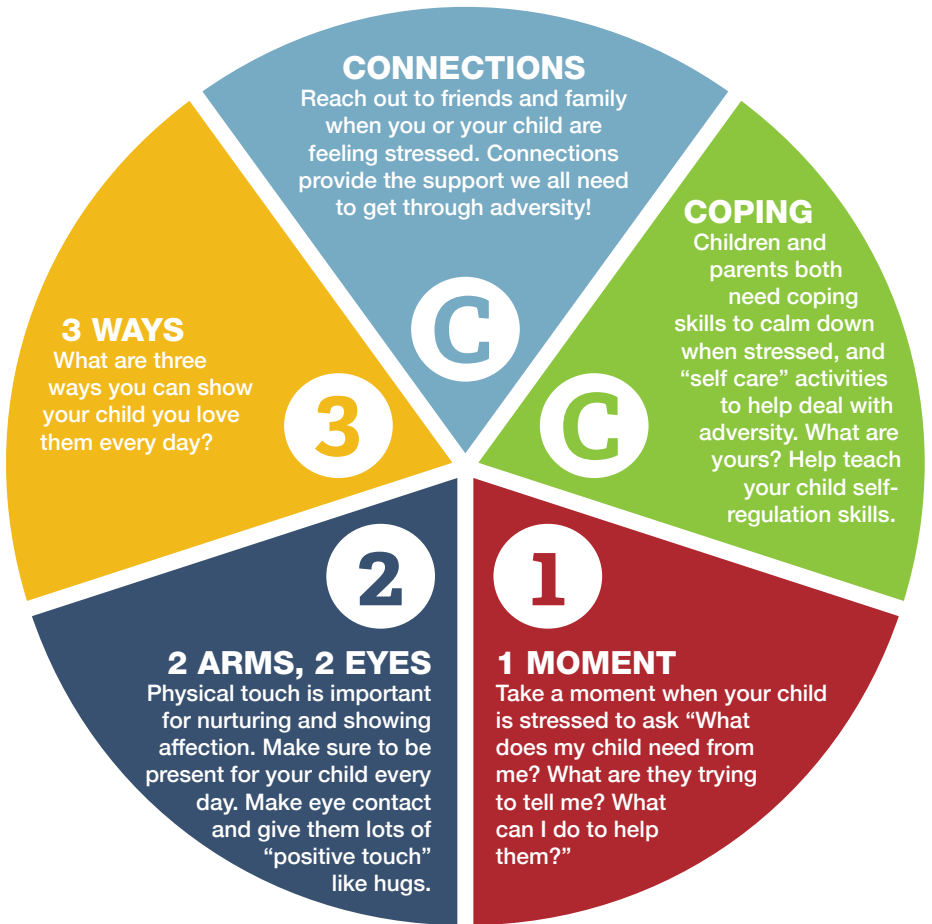 CONNECTIONS
Reach out to friends and family
when you or your child are
feeling stressed. Connections
provide the support we all need
to get through adversity!
C
COPING
Children and
parents both
need coping
skills to calm down
when stressed, and
“self care” activities
to help deal with
adversity. What are
yours? Help teach
your child self-
regulation skills.
C
1
1 MOMENT
Take a moment when your child
is stressed to ask “What
does my child need from
me? What are they trying
to tell me? What
can I do to help
them?”
2
2 ARMS, 2 EYES
Physical touch is important
for nurturing and showing
affection. Make sure to be
present for your child every
day. Make eye contact
and give them lots of
“positive touch”
like hugs.
3 WAYS
What are three
ways you can show
your child you love
them every day?
3